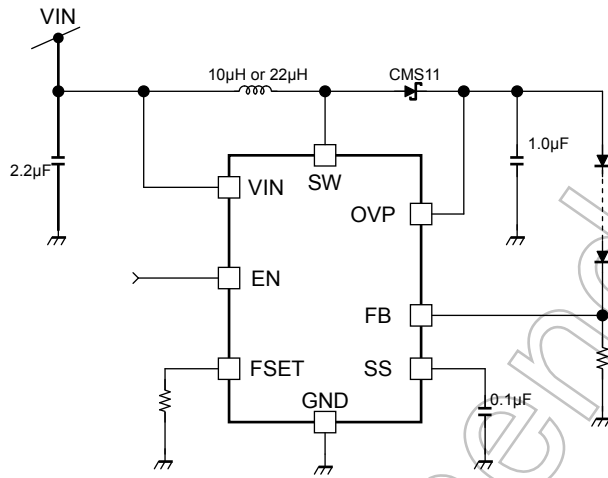 VIN
10μH or 22μH
CMS11
2.2μF
1.0μF
VIN
SW
OVP
EN
FB
FSET
SS
GND
0.1μF